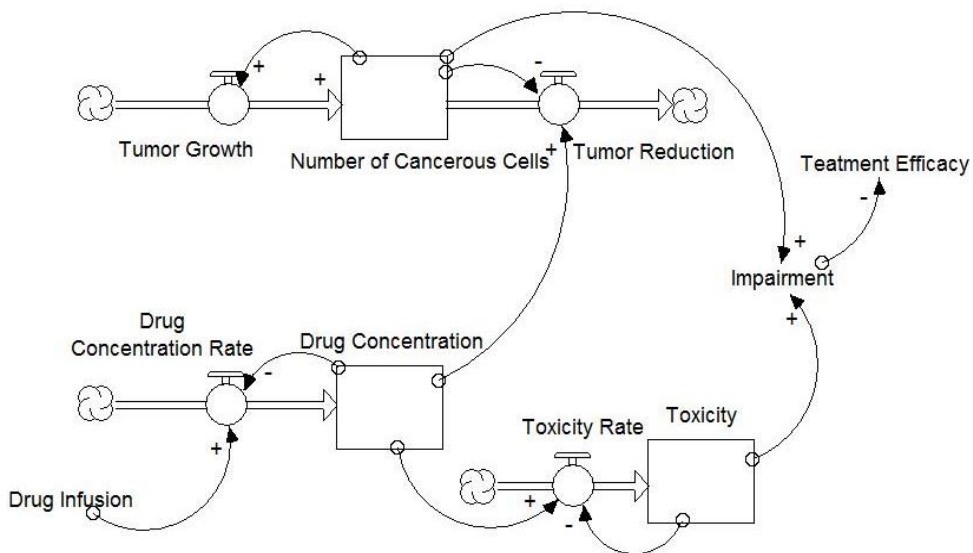 +
+
-
Tumor Growth
Number of Cancerous Cells
+
Tumor Reduction
Teatment Efficacy
-
+
Impairment
+
Drug
Concentration Rate
Drug Concentration
-
+
Toxicity Rate
Toxicity
Drug Infusion
+
-